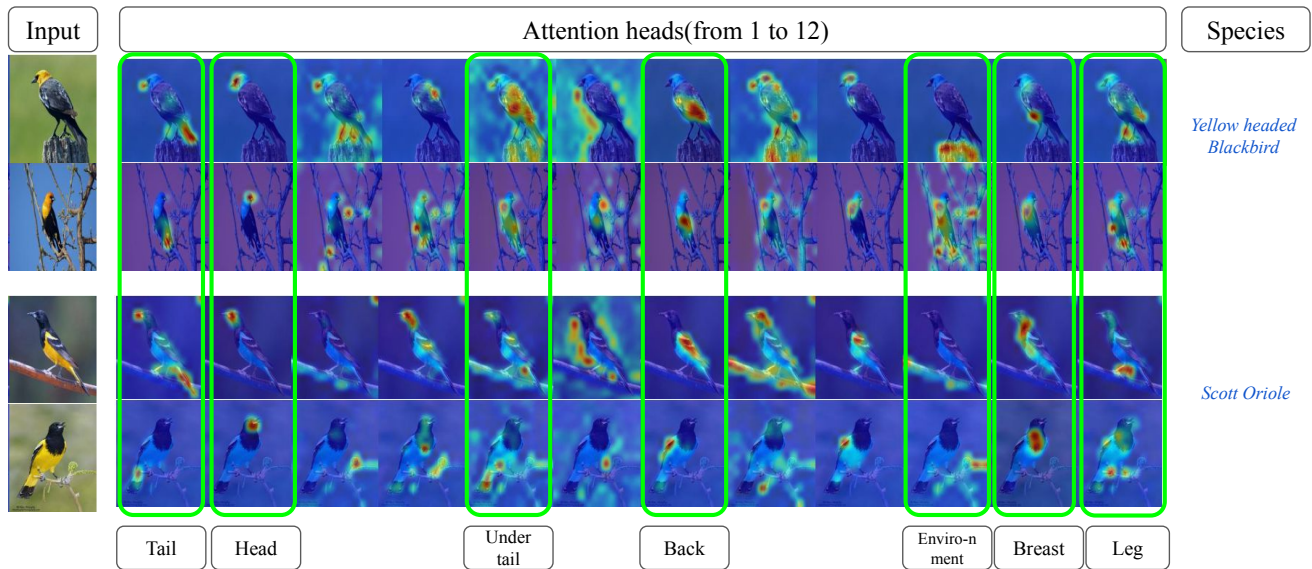 Input
Attention heads(from 1 to 12)
Species
Yellow headed
Blackbird
Scott Oriole
Tail
Head
Under
tail
Back
Enviro-n
ment
Breast
Leg